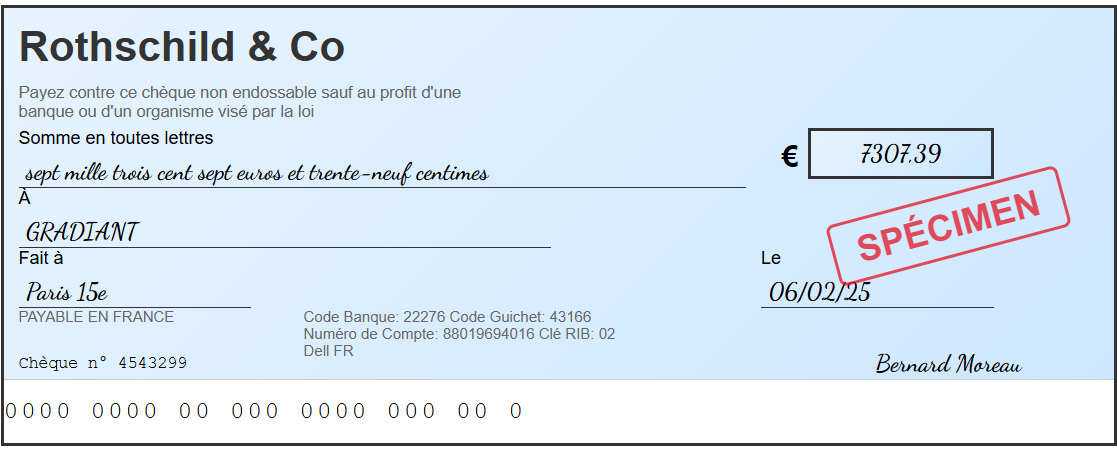 Rothschild & Co
Payez contre ce chèque non endossable sauf au profit d'une
banque ou d'un organisme visé par la loi
Somme en toutes lettres
sept mille trois cent sept euros et trente-neuf centimes
€ 7307.39
À
GRADIANT
SPÉCIMEN
Fait à
Le
Paris 15e
06/02/25
PAYABLE EN FRANCE
Code Banque: 22276 Code Guichet: 43166
Numéro de Compte: 88019694016 Clé RIB: 02
Dell FR
Chèque n° 4543299
Bernard Moreau
0000 0000 00 000 0000 000 00 0